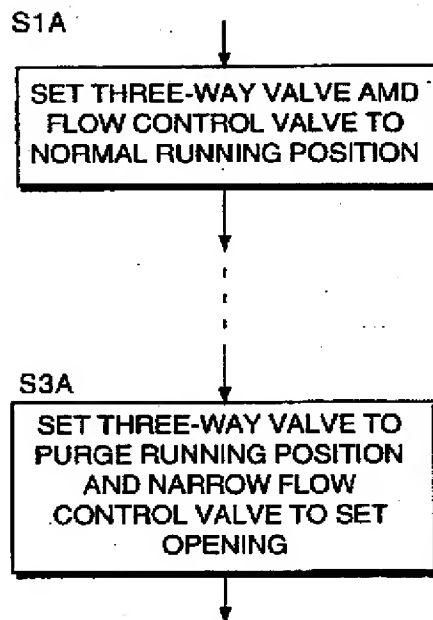 S1A
SET THREE-WAY VALVE AMD
FLOW CONTROL VALVE TO
NORMAL RUNNING POSITION
S3A
SET THREE-WAY VALVE TO
PURGE RUNNING POSITION
AND NARROW FLOW
CONTROL VALVE TO SET
OPENING